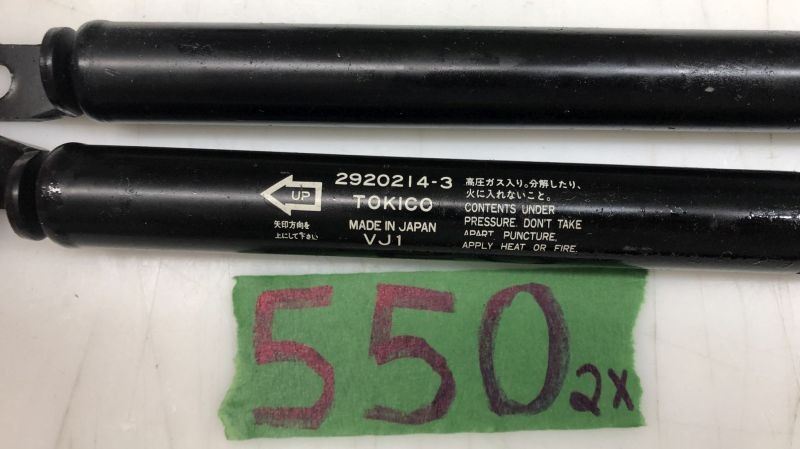 UP
矢印方向を
上にして下さい
2920214-3
TOKICO
MADE IN JAPAN
VJ1
高圧ガス入り。分解したり、
火に入れないこと。
CONTENTS UNDER
PRESSURE. DON'T TAKE
APART, PUNCTURE,
APPLY HEAT OR FIRE.
550 2X